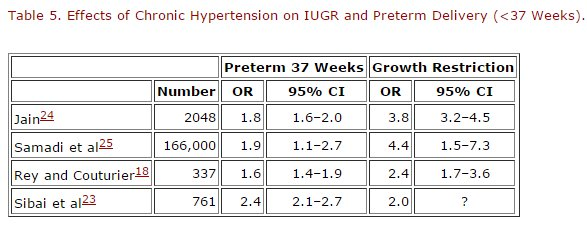 Table 5. Effects of Chronic Hypertension on IUGR and Preterm Delivery (<37 Weeks).
Preterm 37 Weeks Growth Restriction
Number OR 95% CI OR 95% CI
Jain24 2048 1.8 1.6–2.0 3.8 3.2–4.5
Samadi et al25 166,000 1.9 1.1–2.7 4.4 1.5–7.3
Rey and Couturier18 337 1.6 1.4–1.9 2.4 1.7–3.6
Sibai et al23 761 2.4 2.1–2.7 2.0 ?